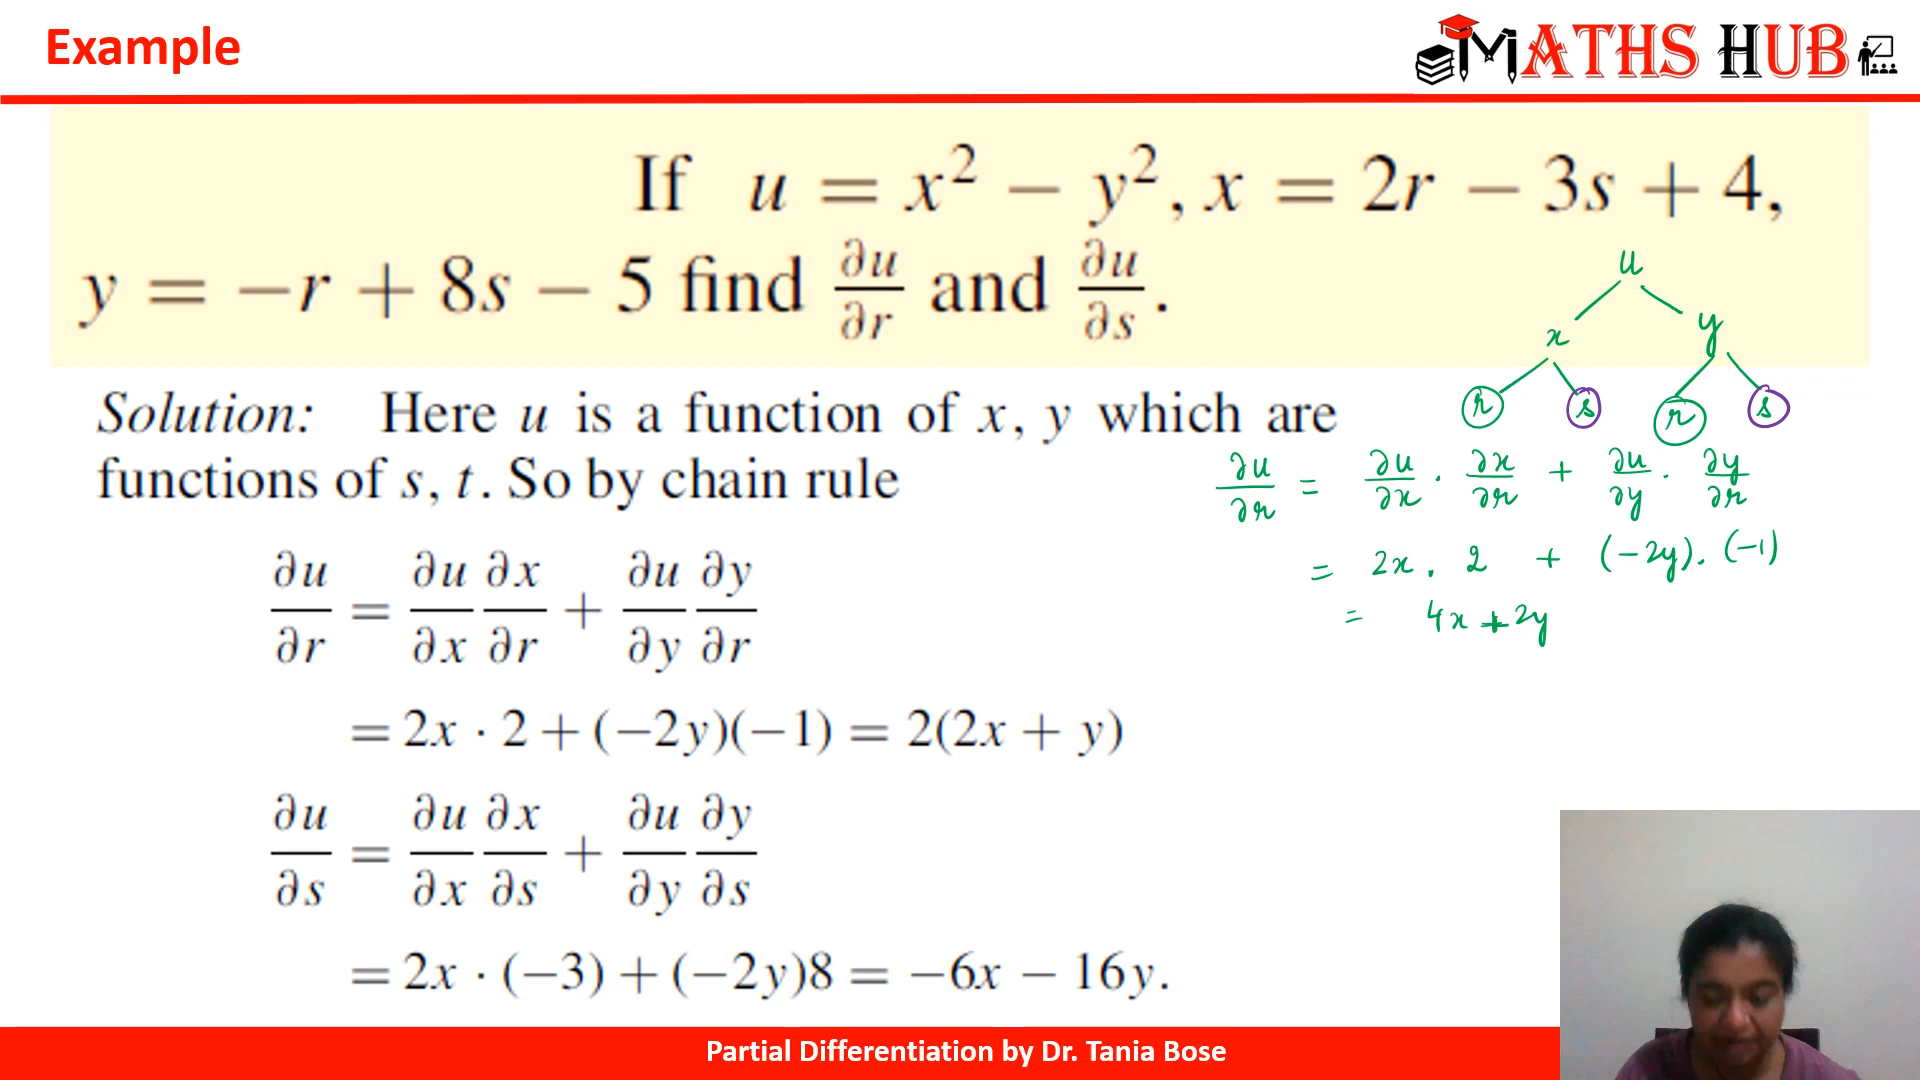 Example
MATHS HUB
If u = x² − y², x = 2r − 3s + 4,
y = −r + 8s − 5 find ∂u/∂r and ∂u/∂s.
Solution: Here u is a function of x, y which are
functions of s, t. So by chain rule
∂u/∂r = ∂u/∂x ∂x/∂r + ∂u/∂y ∂y/∂r
= 2x · 2 + (−2y)(−1) = 2(2x + y)
∂u/∂s = ∂u/∂x ∂x/∂s + ∂u/∂y ∂y/∂s
= 2x · (−3) + (−2y)8 = −6x − 16y.
u
x y
r s r s
∂u/∂r = ∂u/∂x · ∂x/∂r + ∂u/∂y · ∂y/∂r
= 2x . 2 + (−2y). (−1)
= 4x + 2y
Partial Differentiation by Dr. Tania Bose